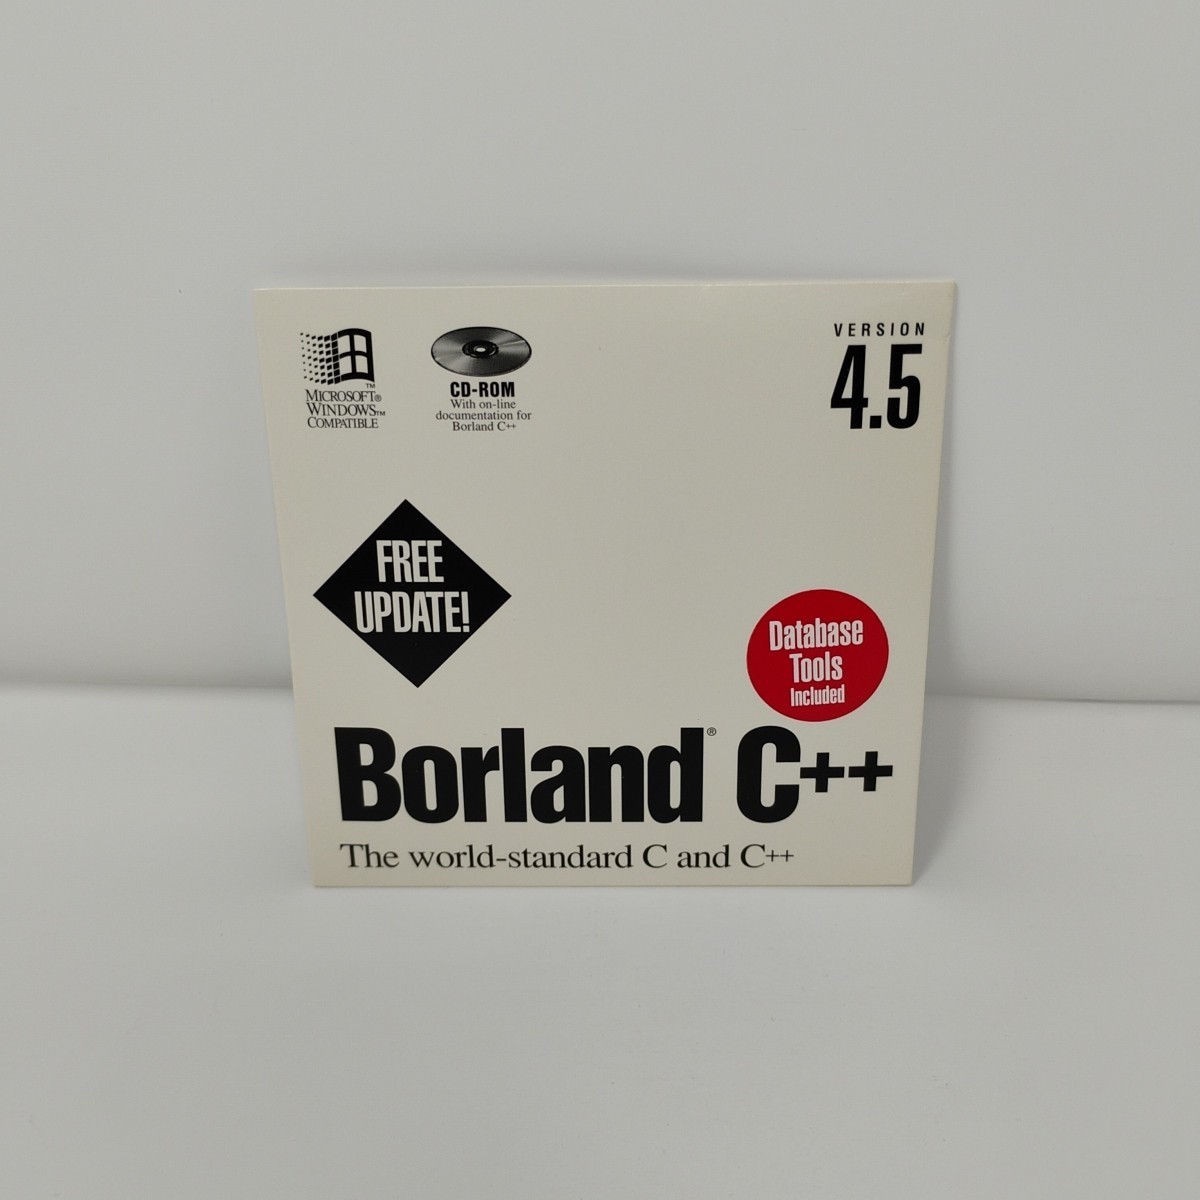 MICROSOFT®
WINDOWS™
COMPATIBLE
™
CD-ROM
With on-line
documentation for
Borland C++
VERSION
4.5
FREE
UPDATE!
Database
Tools
Included
Borland® C++
The world-standard C and C++